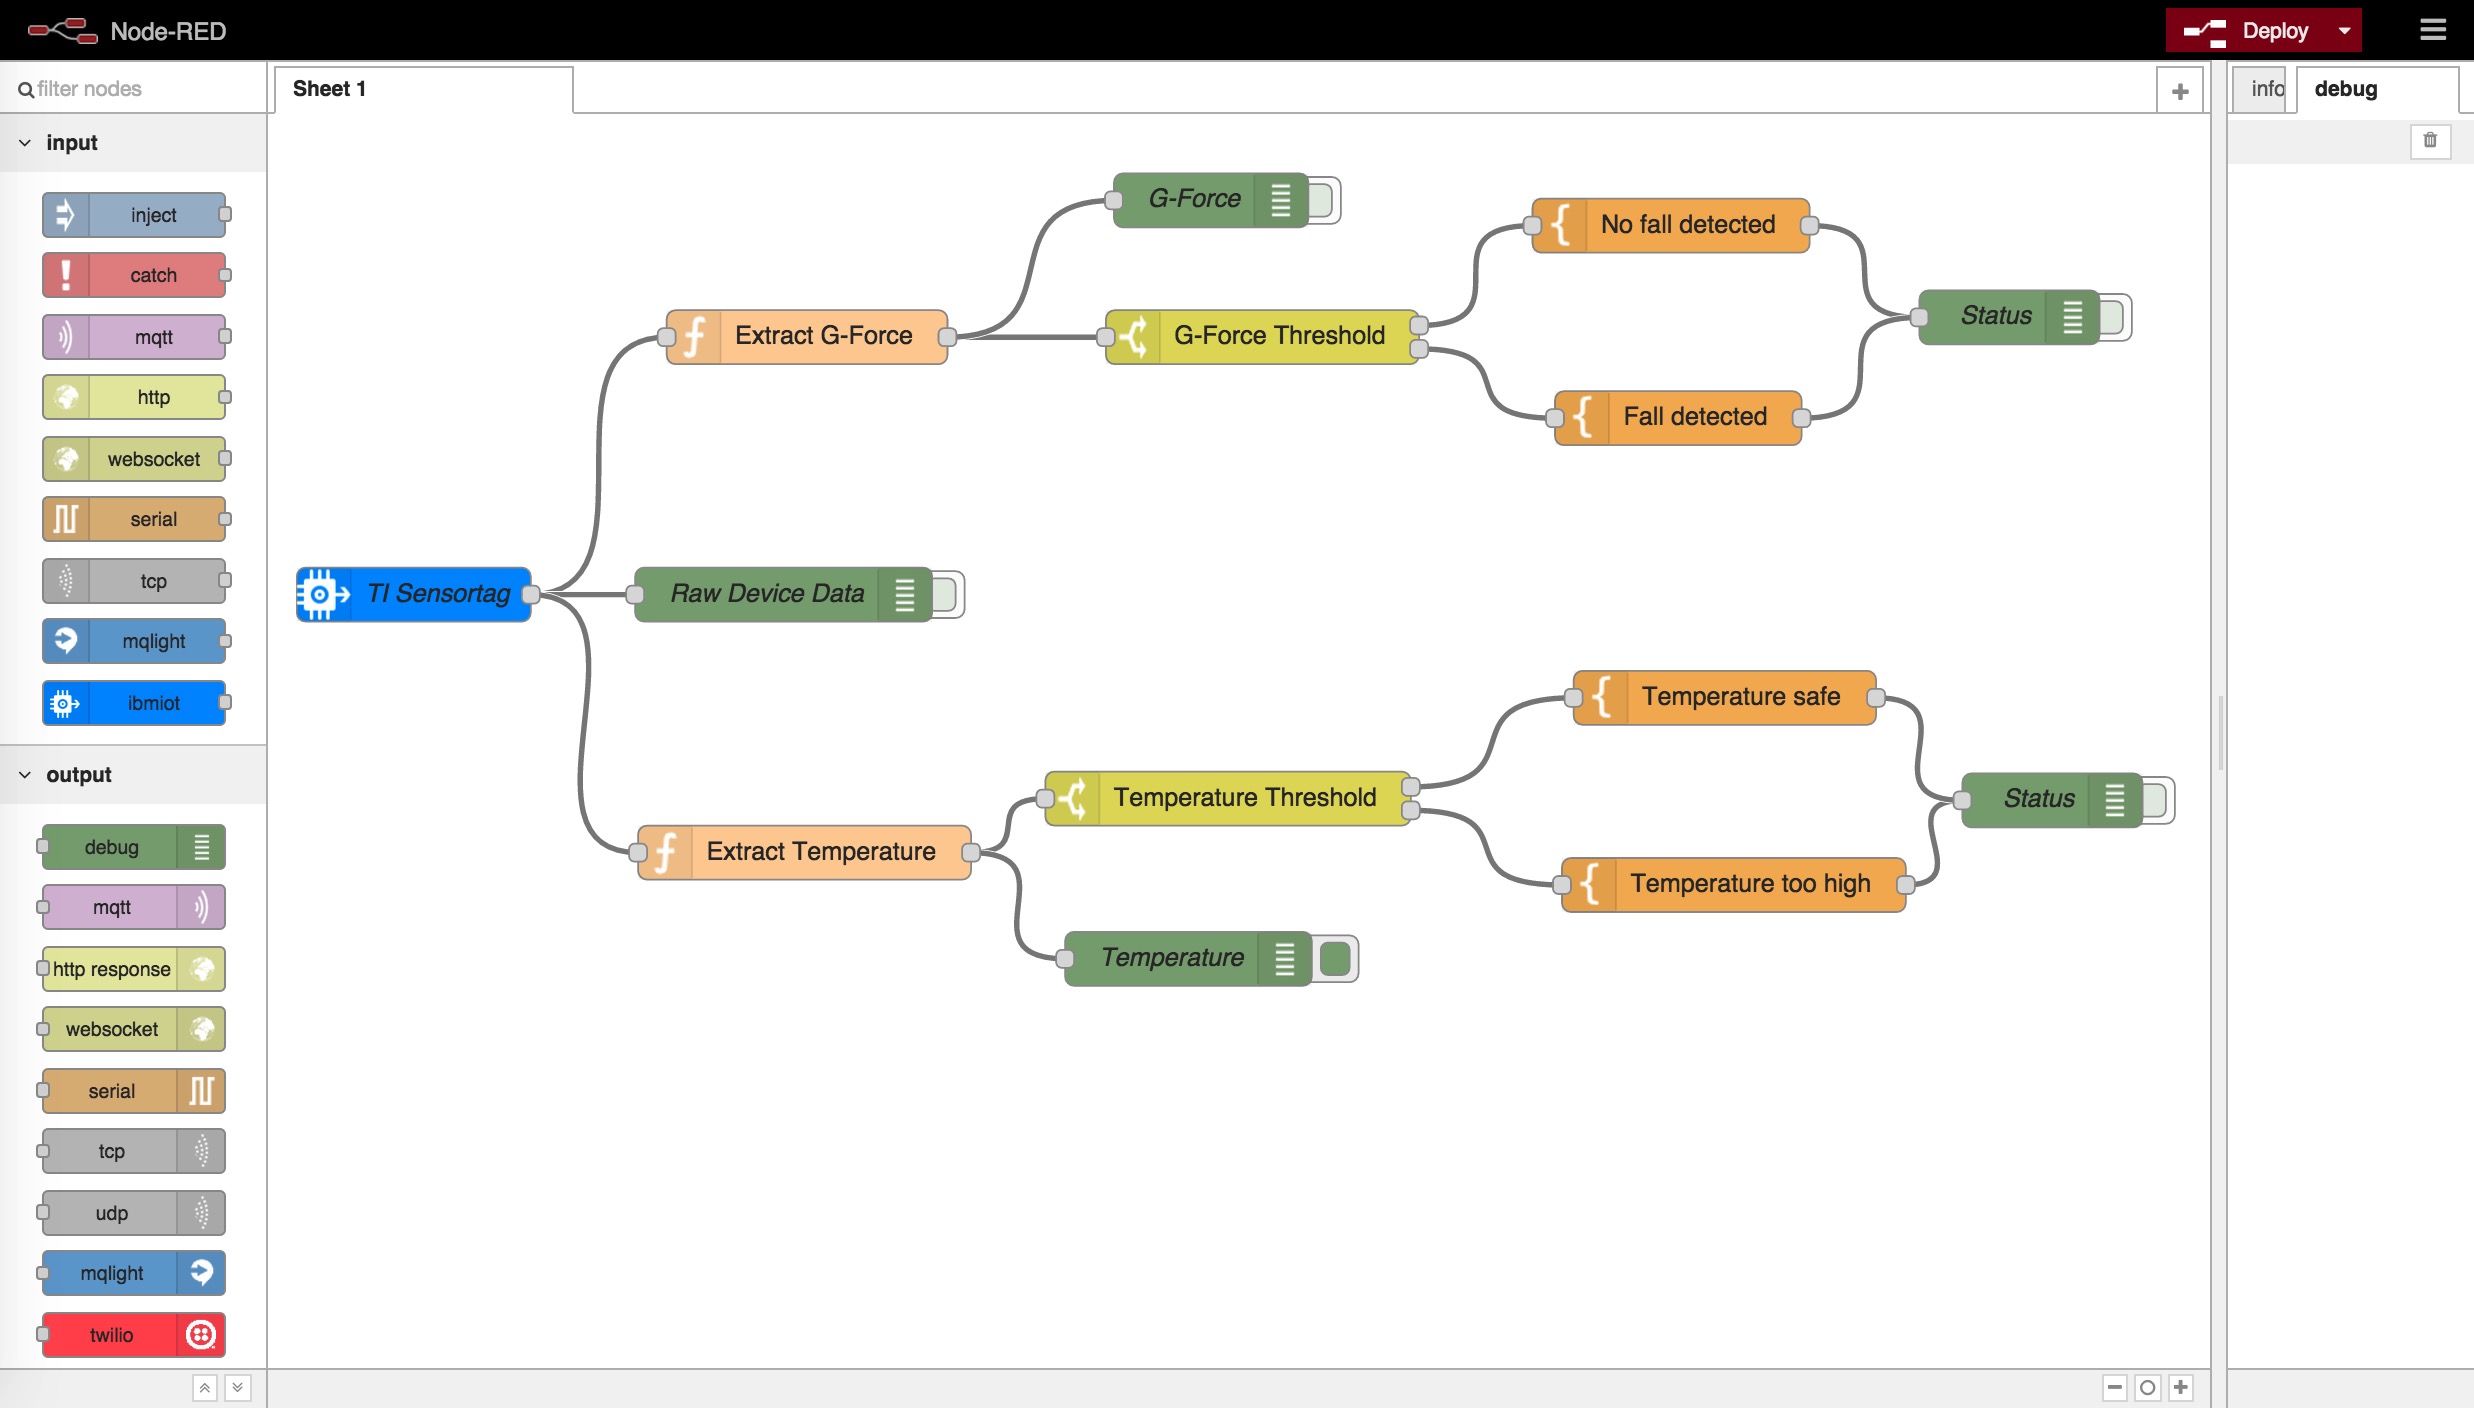 Node-RED
Deploy
filter nodes
Sheet 1
info
debug
input
inject
catch
mqtt
http
websocket
serial
tcp
mqlight
ibmiot
output
debug
mqtt
http response
websocket
serial
tcp
udp
mqlight
twilio
G-Force
No fall detected
Extract G-Force
G-Force Threshold
Status
Fall detected
TI Sensortag
Raw Device Data
Temperature safe
Temperature Threshold
Status
Extract Temperature
Temperature too high
Temperature